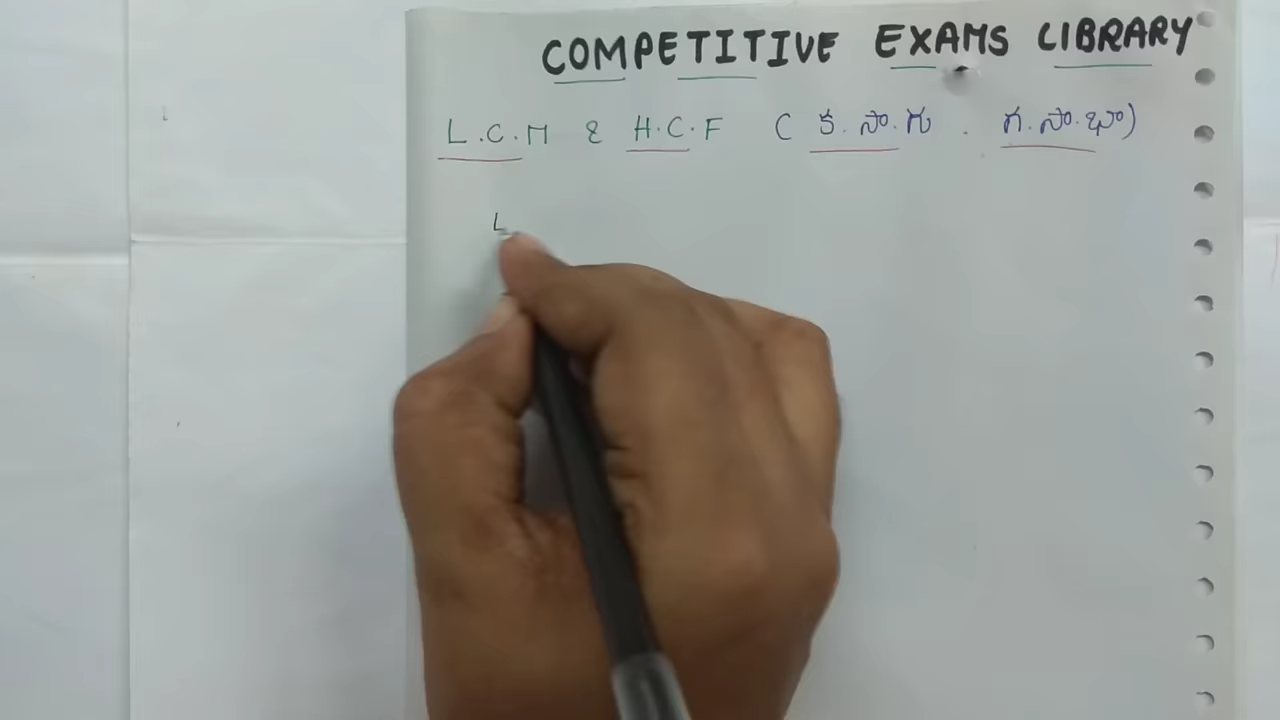 COMPETITIVE EXAMS LIBRARY
L.C.M & H.C.F ( క.సా.గు . గ.సా.భా)
L